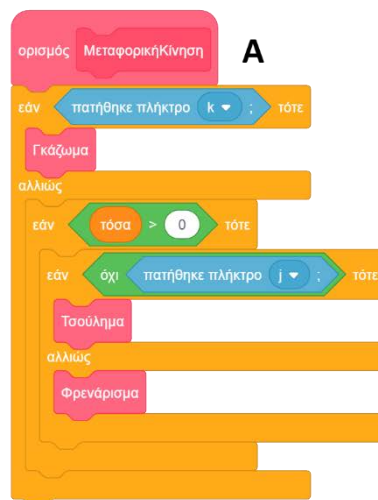 ορισμός ΜεταφορικήΚίνηση A
εάν πατήθηκε πλήκτρο k ; τότε
Γκάζωμα
αλλιώς
εάν τόσα > 0 τότε
εάν όχι πατήθηκε πλήκτρο j ; τότε
Τσούλημα
αλλιώς
Φρενάρισμα